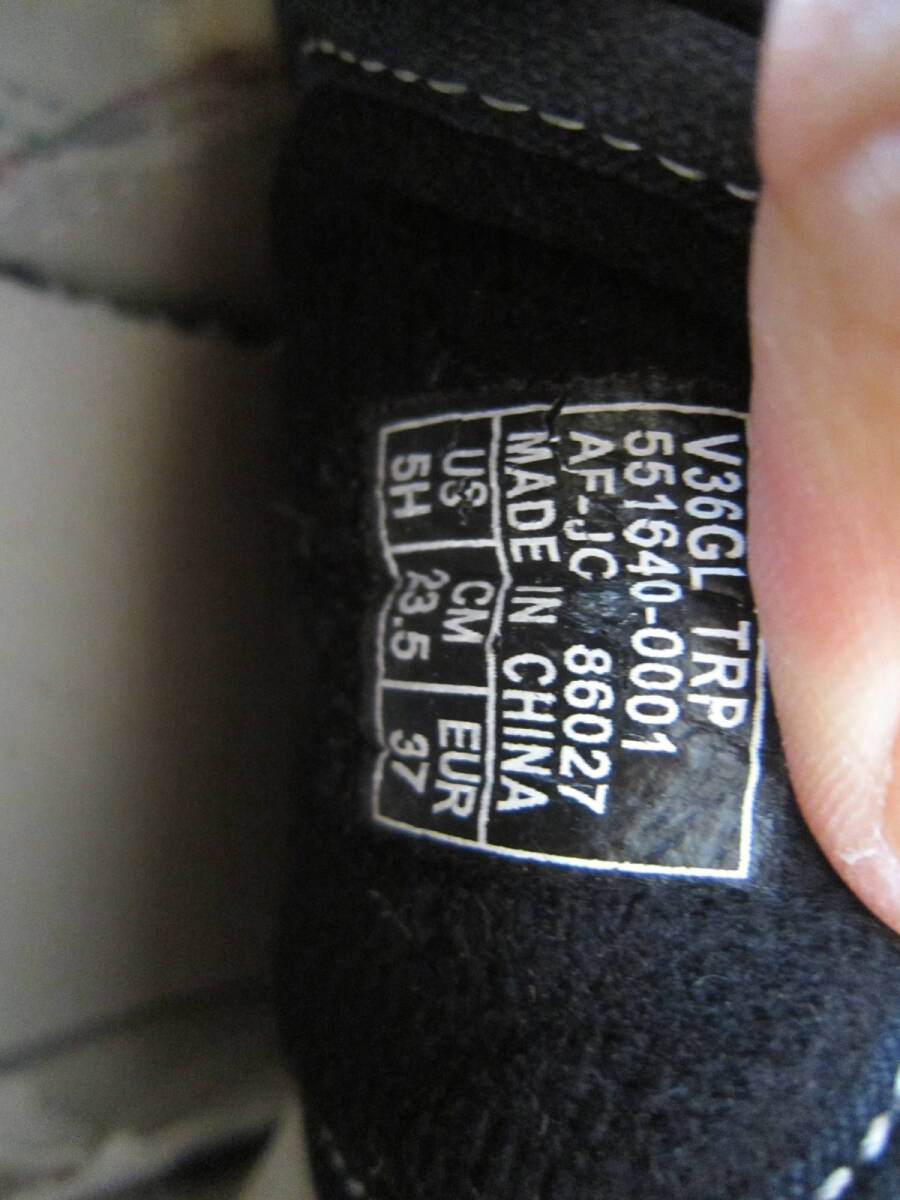 V36GL TRP
551640-0001
AF-JC 86027
MADE IN CHINA
US CM EUR
5H 23.5 37